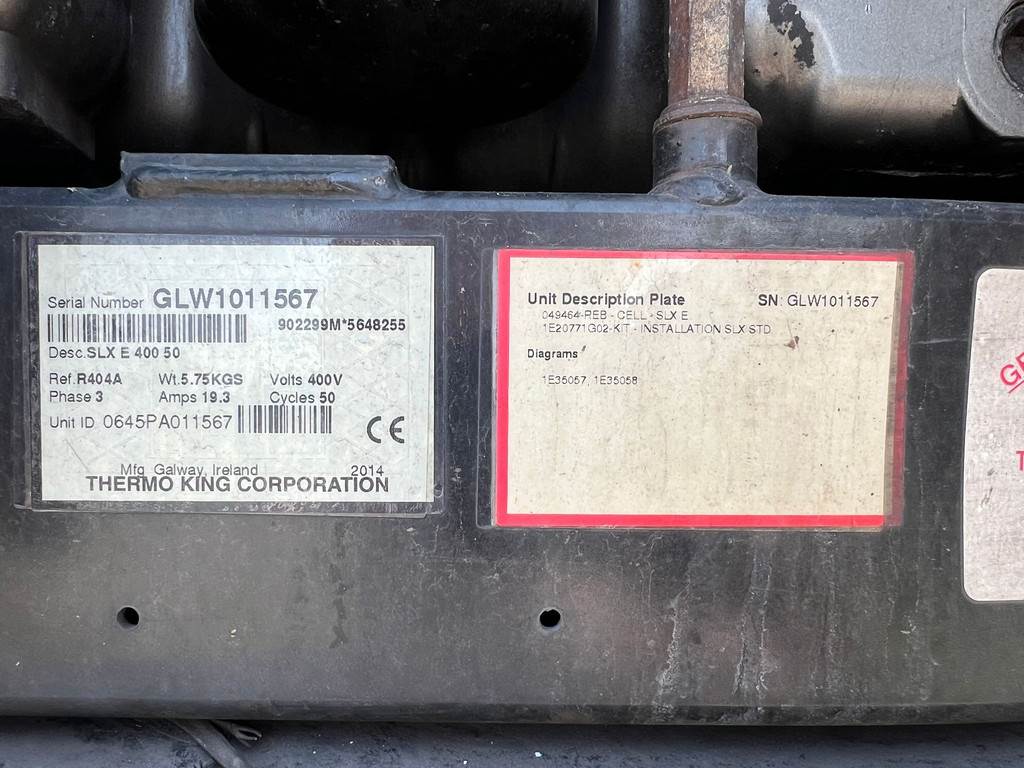 Serial Number GLW1011567
902299M*5648255
Desc.SLX E 400 50
Ref.R404A Wt.5.75KGS Volts 400V
Phase 3 Amps 19.3 Cycles 50
Unit ID 0645PA011567
CE
Mfg Galway, Ireland 2014
THERMO KING CORPORATION
Unit Description Plate SN: GLW1011567
049464-REB - CELL - SLX E
1E20771G02-KIT - INSTALLATION SLX STD
Diagrams
1E35057, 1E35058